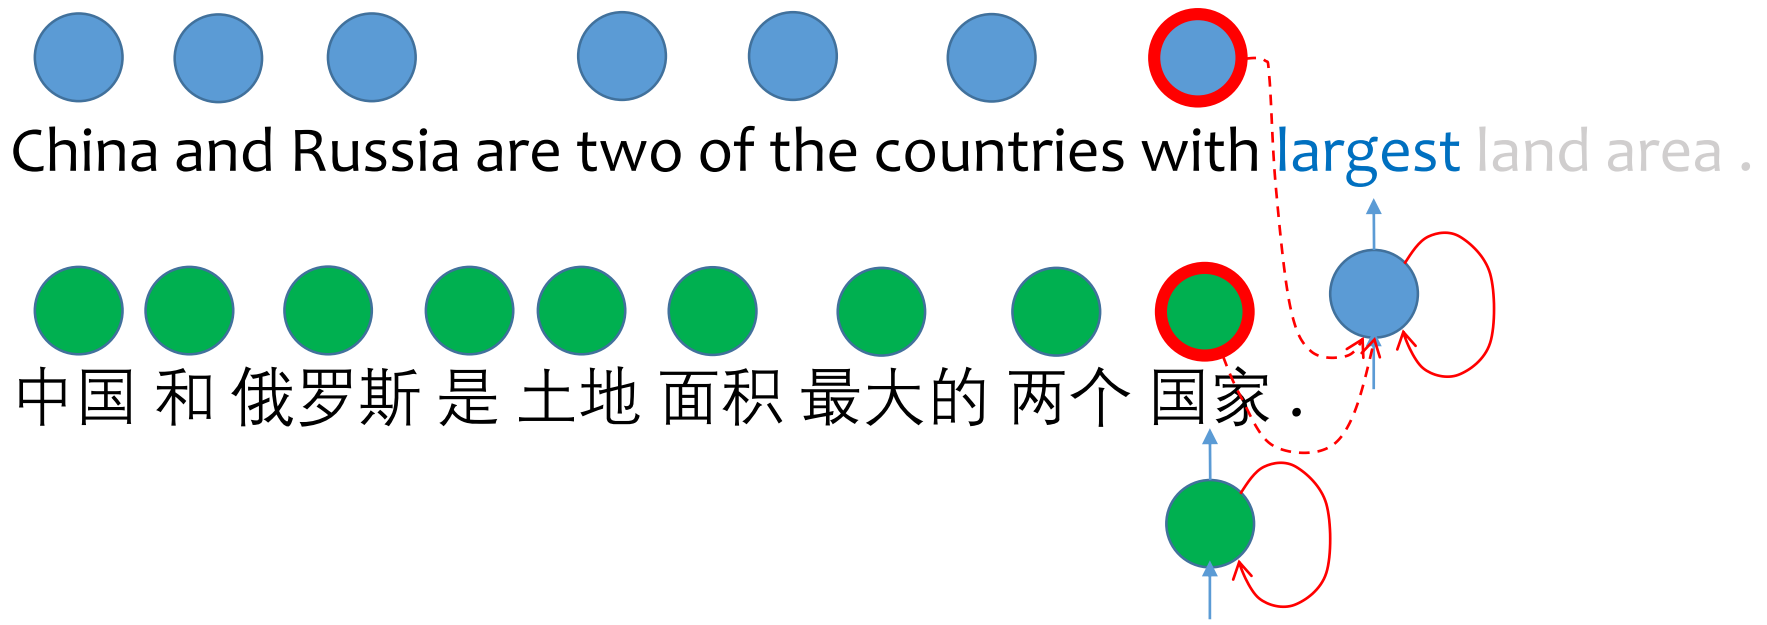 China and Russia are two of the countries with largest land area .
中国 和 俄罗斯 是 土地 面积 最大的 两个 国家 .